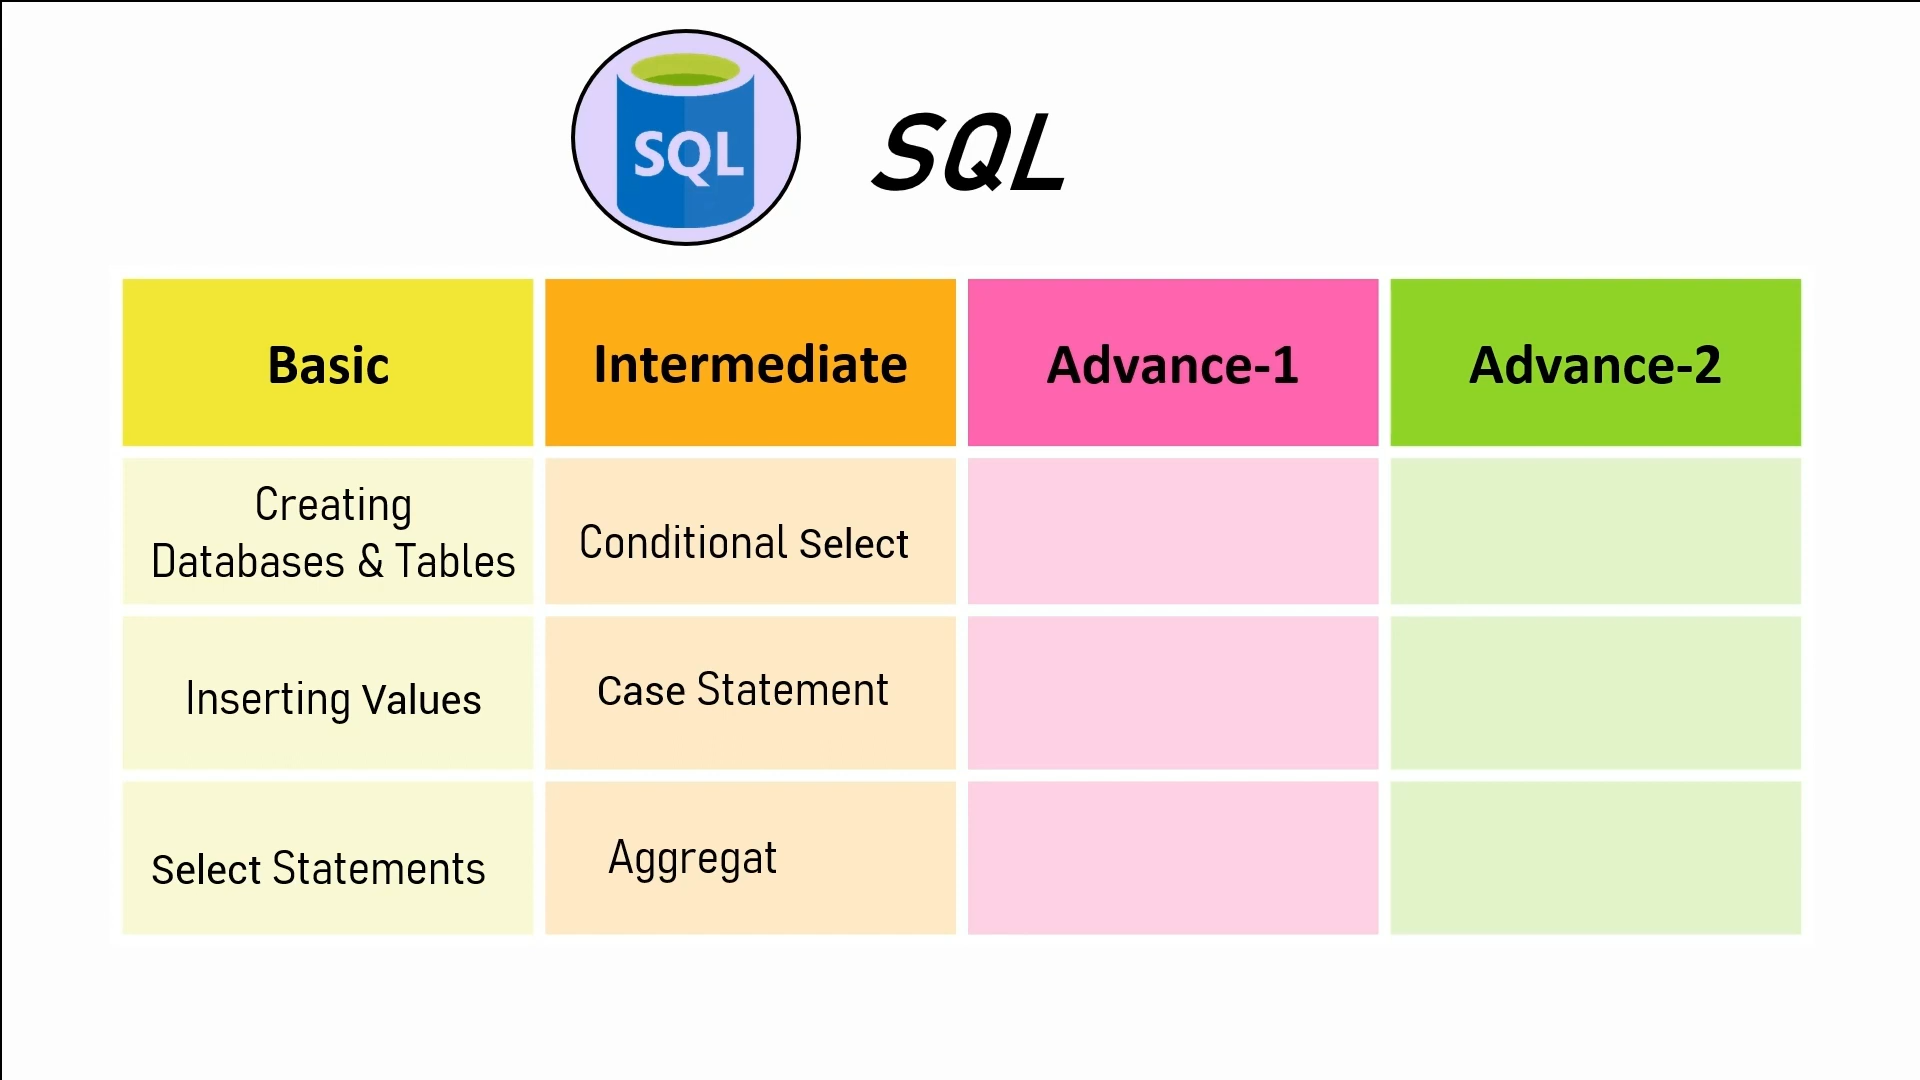 SQL
SQL
Basic
Intermediate
Advance-1
Advance-2
Creating
Databases & Tables
Conditional Select
Inserting Values
Case Statement
Select Statements
Aggregat